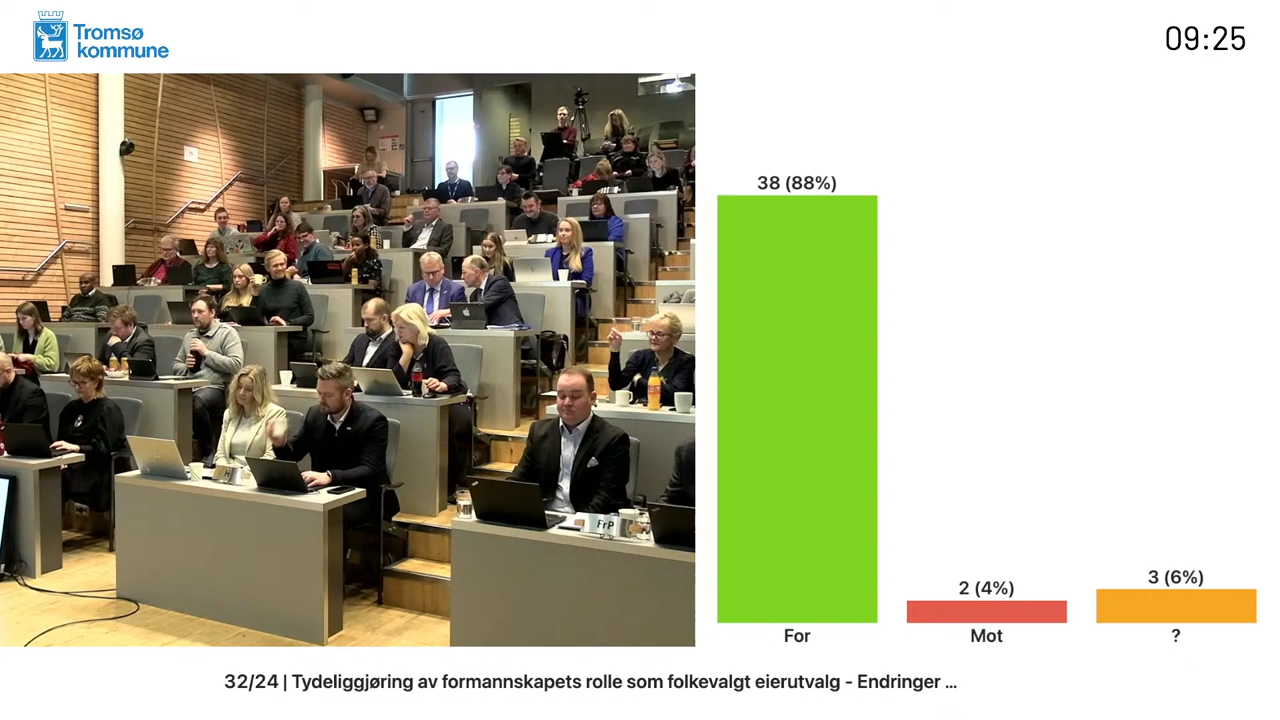 Tromsø
kommune
09:25
38 (88%)
2 (4%)
3 (6%)
For
Mot
?
H
FrP
32/24 | Tydeliggjøring av formannskapets rolle som folkevalgt eierutvalg - Endringer ...